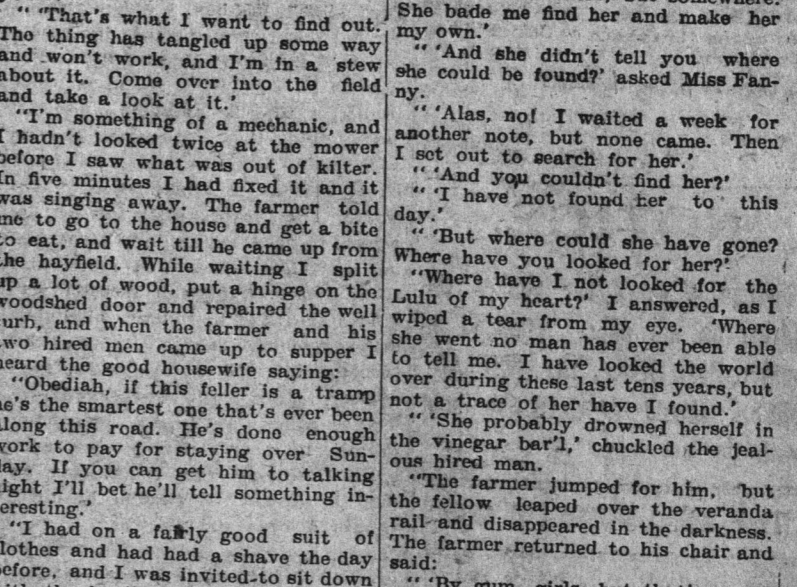 " 'That's what I want to find out.
The thing has tangled up some way
and won't work, and I'm in a stew
about it. Come over into the field
and take a look at it.'
"I'm something of a mechanic, and
I hadn't looked twice at the mower
before I saw what was out of kilter.
In five minutes I had fixed it and it
was singing away. The farmer told
me to go to the house and get a bite
to eat, and wait till he came up from
the hayfield. While waiting I split
up a lot of wood, put a hinge on the
woodshed door and repaired the well
curb, and when the farmer and his
two hired men came up to supper I
heard the good housewife saying:
"Obediah, if this feller is a tramp
he's the smartest one that's ever been
along this road. He's done enough
work to pay for staying over Sun-
day. If you can get him to talking
right I'll bet he'll tell something in-
teresting.'
"I had on a fairly good suit of
clothes and had had a shave the day
before, and I was invited to sit down
She bade me find her and make her
my own.'
" 'And she didn't tell you where
she could be found?' asked Miss Fan-
ny.
" 'Alas, no! I waited a week for
another note, but none came. Then
I set out to search for her.'
" 'And you couldn't find her?'
" 'I have not found her to this
day.'
" 'But where could she have gone?
Where have you looked for her?'
"Where have I not looked for the
Lulu of my heart?' I answered, as I
wiped a tear from my eye. 'Where
she went no man has ever been able
to tell me. I have looked the world
over during these last tens years, but
not a trace of her have I found.'
" 'She probably drowned herself in
the vinegar bar'l,' chuckled the jeal-
ous hired man.
"The farmer jumped for him, but
the fellow leaped over the veranda
rail and disappeared in the darkness.
The farmer returned to his chair and
said:
" 'By gum, girls,